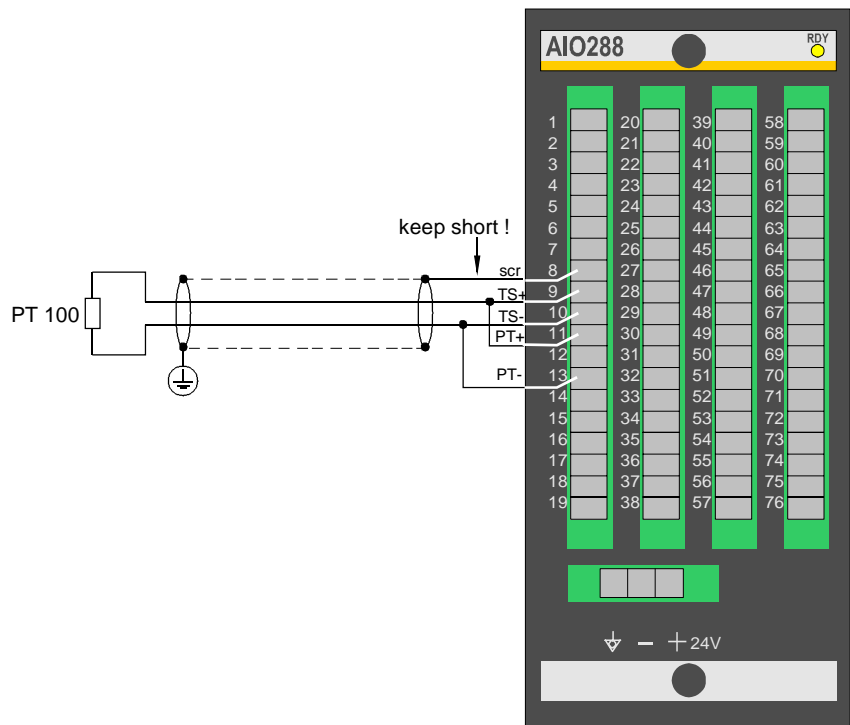 AIO288
RDY
1 20 39 58
2 21 40 59
3 22 41 60
4 23 42 61
5 24 43 62
6 25 44 63
keep short !
7 26 45 64
scr 8 27 46 65
TS+ 9 28 47 66
PT 100
TS- 10 29 48 67
PT+ 11 30 49 68
12 31 50 69
PT- 13 32 51 70
14 33 52 71
15 34 53 72
16 35 54 73
17 36 55 74
18 37 56 75
19 38 57 76
− + 24V